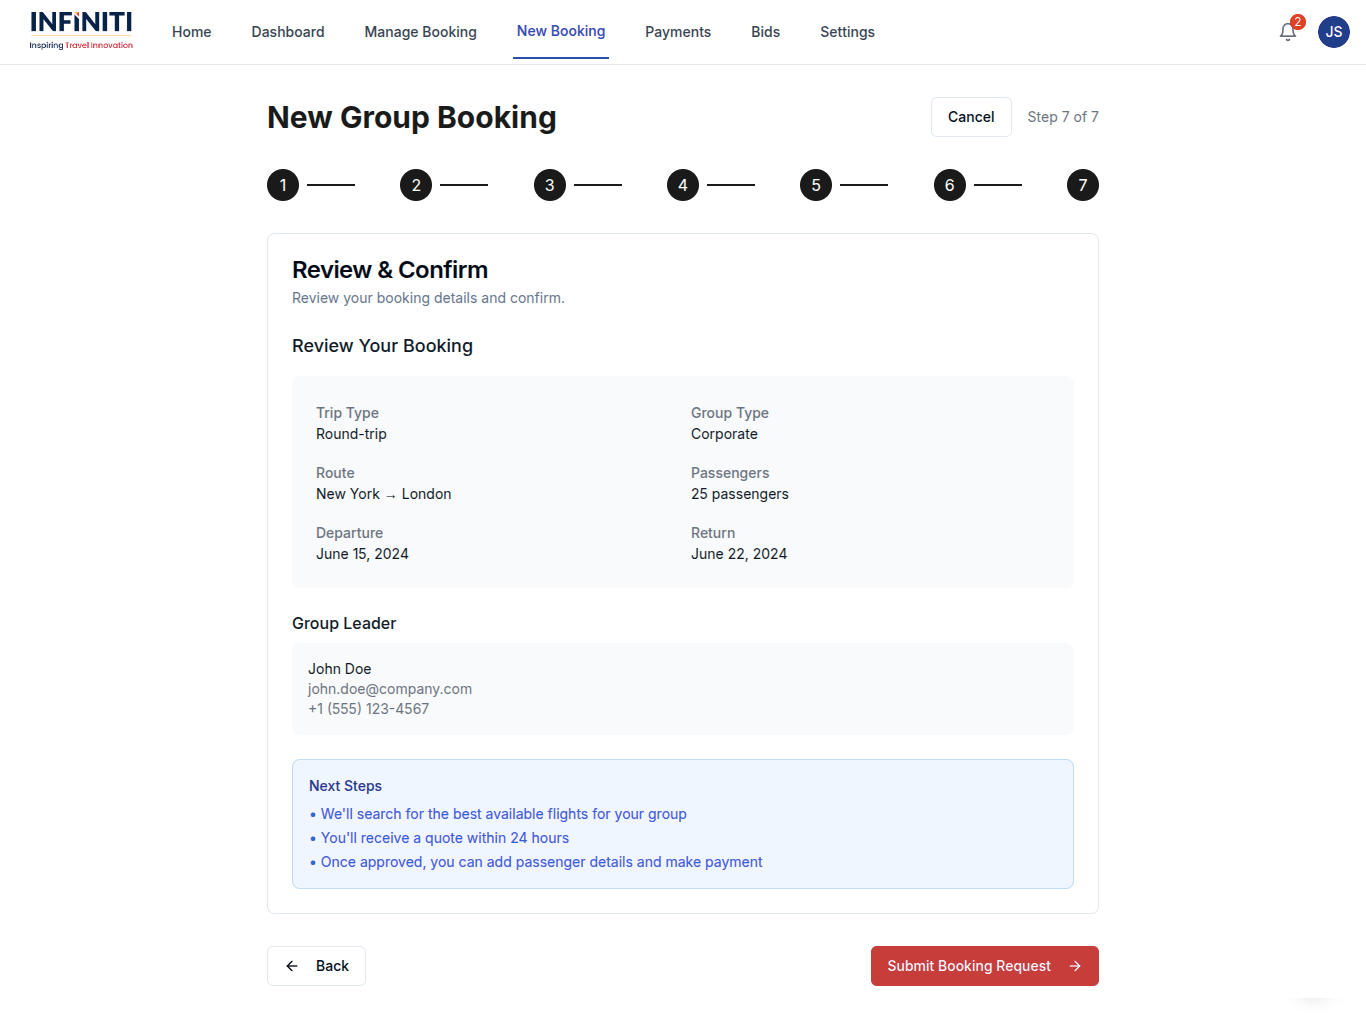 INFINITI
Inspiring Travel Innovation
Home Dashboard Manage Booking New Booking Payments Bids Settings
2
JS
New Group Booking
Cancel
Step 7 of 7
1 2 3 4 5 6 7
Review & Confirm
Review your booking details and confirm.
Review Your Booking
Trip Type
Round-trip
Group Type
Corporate
Route
New York → London
Passengers
25 passengers
Departure
June 15, 2024
Return
June 22, 2024
Group Leader
John Doe
john.doe@company.com
+1 (555) 123-4567
Next Steps
• We'll search for the best available flights for your group
• You'll receive a quote within 24 hours
• Once approved, you can add passenger details and make payment
← Back
Submit Booking Request →